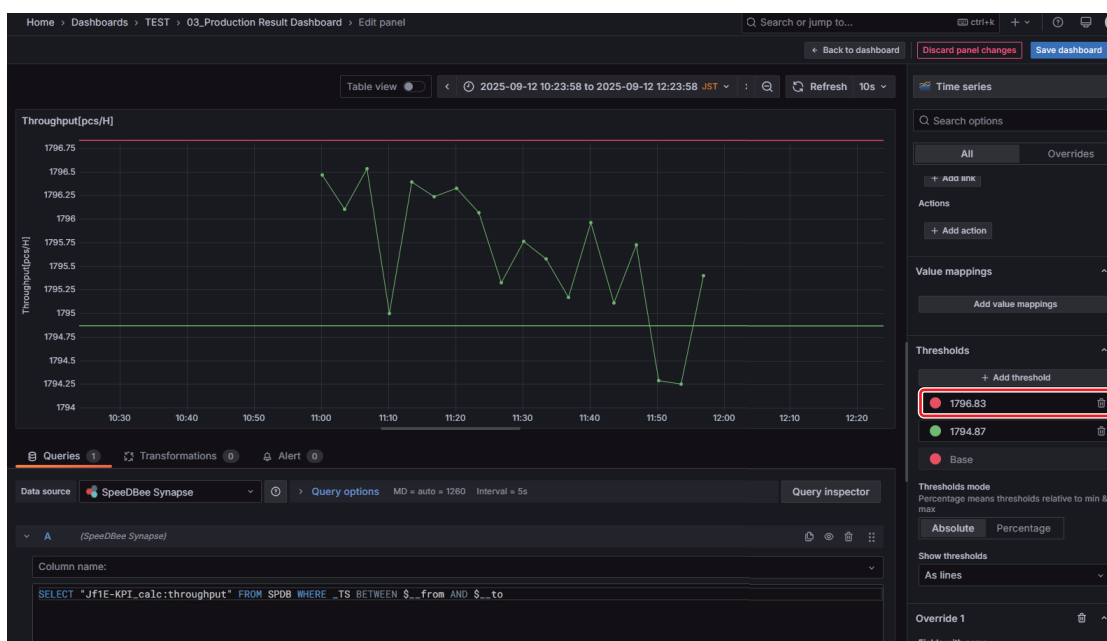 Home › Dashboards › TEST › 03_Production Result Dashboard › Edit panel
Search or jump to...
ctrl+k
Back to dashboard
Discard panel changes
Save dashboard
Table view
2025-09-12 10:23:58 to 2025-09-12 12:23:58 JST
Refresh 10s
Time series
Search options
All Overrides
+ Add link
Actions
+ Add action
Value mappings
Add value mappings
Thresholds
+ Add threshold
1796.83
1794.87
Base
Thresholds mode
Percentage means thresholds relative to min &
max
Absolute Percentage
Show thresholds
As lines
Override 1
Throughput[pcs/H]
Throughput[pcs/H]
1796.75
1796.5
1796.25
1796
1795.75
1795.5
1795.25
1795
1794.75
1794.5
1794.25
1794
10:30 10:40 10:50 11:00 11:10 11:20 11:30 11:40 11:50 12:00 12:10 12:20
Queries 1 Transformations 0 Alert 0
Data source SpeeDBee Synapse Query options MD = auto = 1260 Interval = 5s Query inspector
A (SpeeDBee Synapse)
Column name:
SELECT "Jf1E-KPI_calc:throughput" FROM SPDB WHERE _TS BETWEEN $__from AND $__to